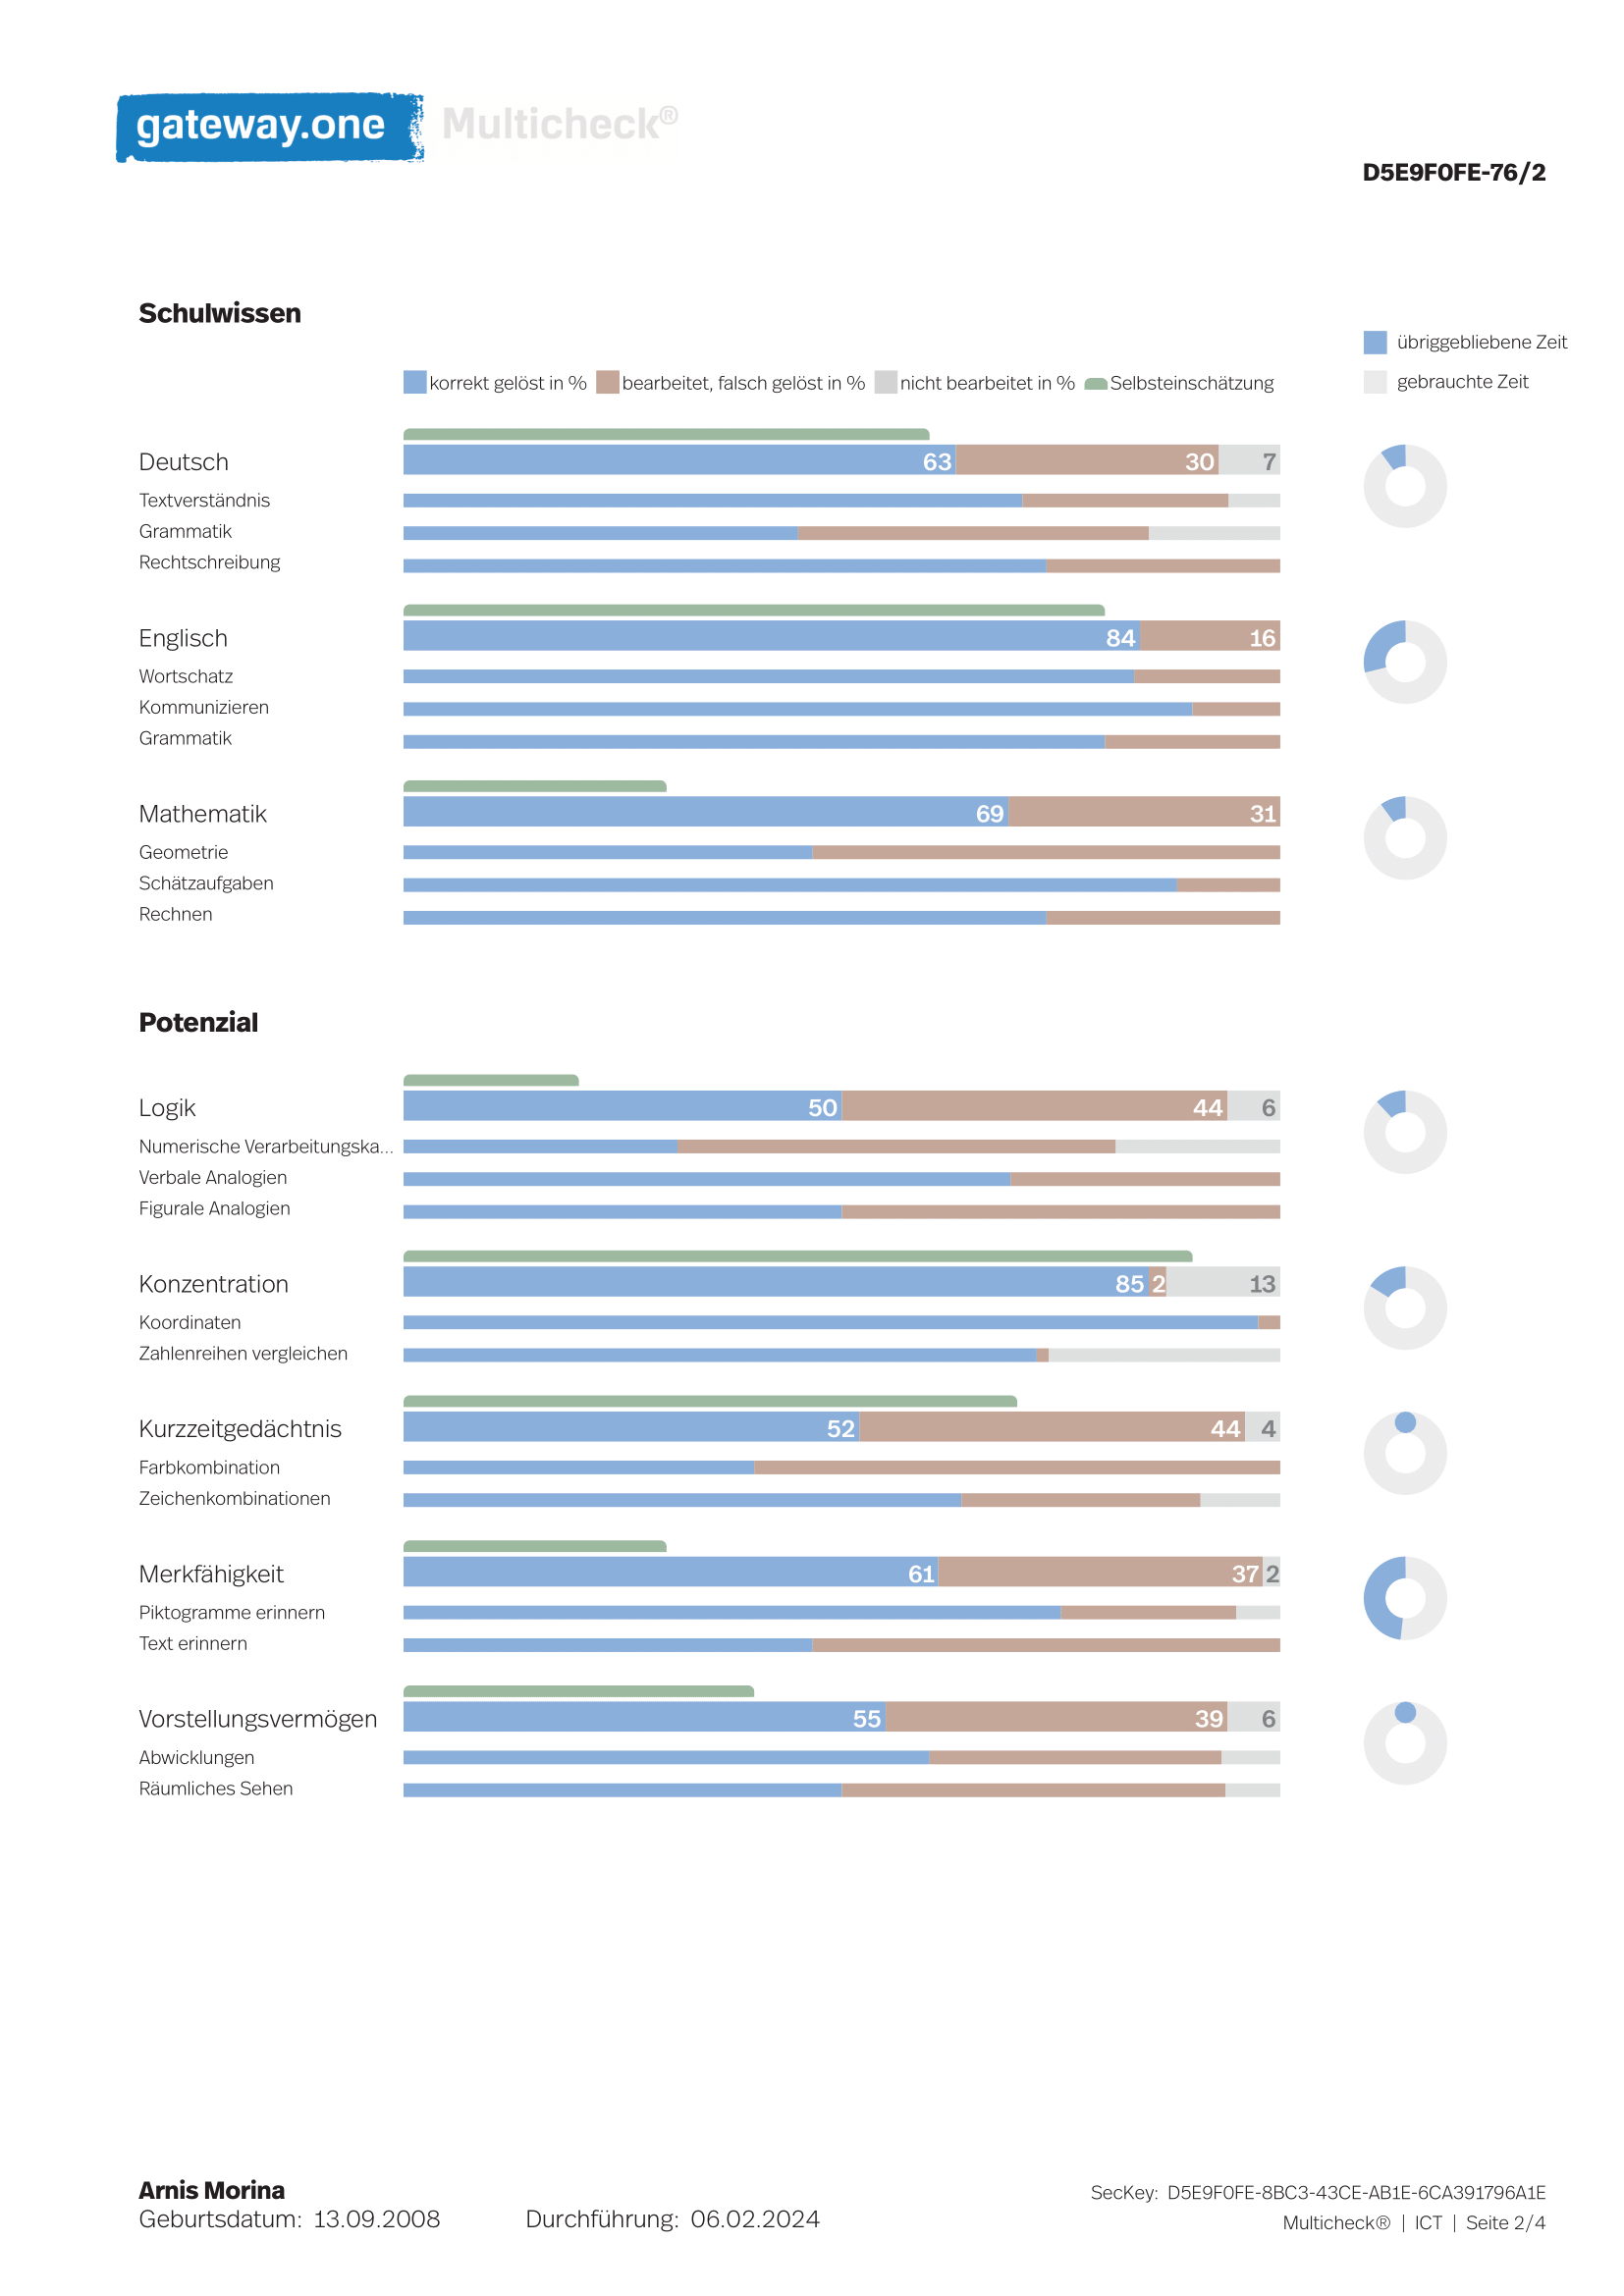 gateway.one Multicheck®
D5E9F0FE-76/2
Schulwissen
übriggebliebene Zeit
korrekt gelöst in % bearbeitet, falsch gelöst in % nicht bearbeitet in % Selbsteinschätzung
gebrauchte Zeit
Deutsch 63 30 7
Textverständnis
Grammatik
Rechtschreibung
Englisch 84 16
Wortschatz
Kommunizieren
Grammatik
Mathematik 69 31
Geometrie
Schätzaufgaben
Rechnen
Potenzial
Logik 50 44 6
Numerische Verarbeitungska...
Verbale Analogien
Figurale Analogien
Konzentration 85 2 13
Koordinaten
Zahlenreihen vergleichen
Kurzzeitgedächtnis 52 44 4
Farbkombination
Zeichenkombinationen
Merkfähigkeit 61 37 2
Piktogramme erinnern
Text erinnern
Vorstellungsvermögen 55 39 6
Abwicklungen
Räumliches Sehen
Arnis Morina
SecKey: D5E9F0FE-8BC3-43CE-AB1E-6CA391796A1E
Geburtsdatum: 13.09.2008 Durchführung: 06.02.2024
Multicheck® | ICT | Seite 2/4